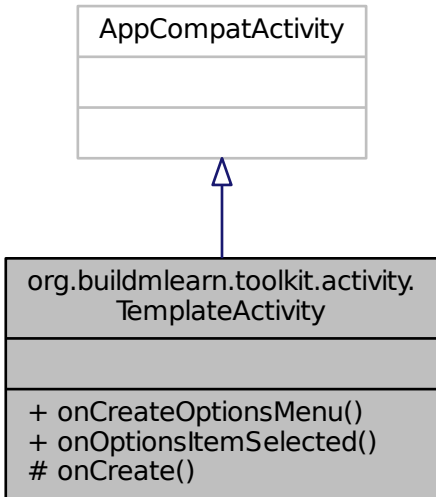 AppCompatActivity
org.buildmlearn.toolkit.activity.
TemplateActivity
+ onCreateOptionsMenu()
+ onOptionsItemSelected()
# onCreate()